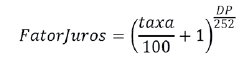 FatorJuros = (taxa/100 + 1)^(DP/252)